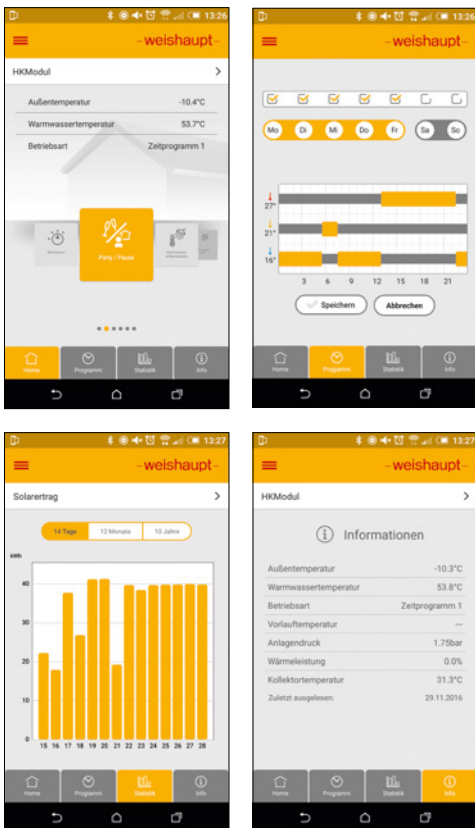 13:26
-weishaupt-
HKModul
Außentemperatur -10.4°C
Warmwassertemperatur 53.7°C
Betriebsart Zeitprogramm 1
Party / Pause
Home Programm Statistik Info
13:26
-weishaupt-
Mo Di Mi Do Fr Sa So
27°
21°
16°
3 6 9 12 15 18 21
Speichern Abbrechen
Home Programm Statistik Info
13:27
-weishaupt-
Solarertrag
14 Tage 12 Monate 10 Jahre
kWh
40
30
20
10
0
15 16 17 18 19 20 21 22 23 24 25 26 27 28
Home Programm Statistik Info
13:27
-weishaupt-
HKModul
Informationen
Außentemperatur -10.3°C
Warmwassertemperatur 53.8°C
Betriebsart Zeitprogramm 1
Vorlauftemperatur --
Anlagendruck 1.75bar
Wärmeleistung 0.0%
Kollektortemperatur 31.3°C
Zuletzt ausgelesen: 29.11.2016
Home Programm Statistik Info